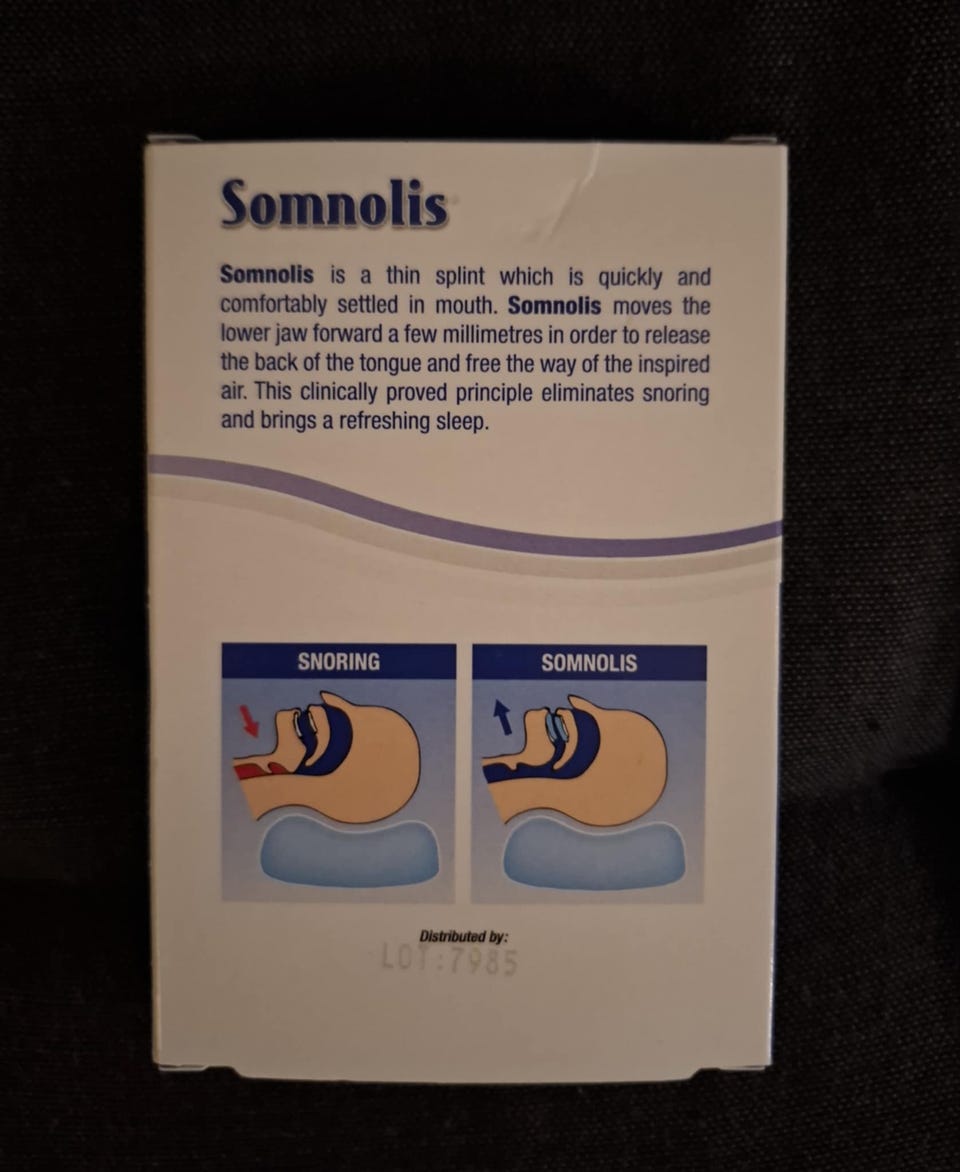 Somnolis
Somnolis is a thin splint which is quickly and
comfortably settled in mouth. Somnolis moves the
lower jaw forward a few millimetres in order to release
the back of the tongue and free the way of the inspired
air. This clinically proved principle eliminates snoring
and brings a refreshing sleep.
SNORING
SOMNOLIS
Distributed by:
LOT:7985